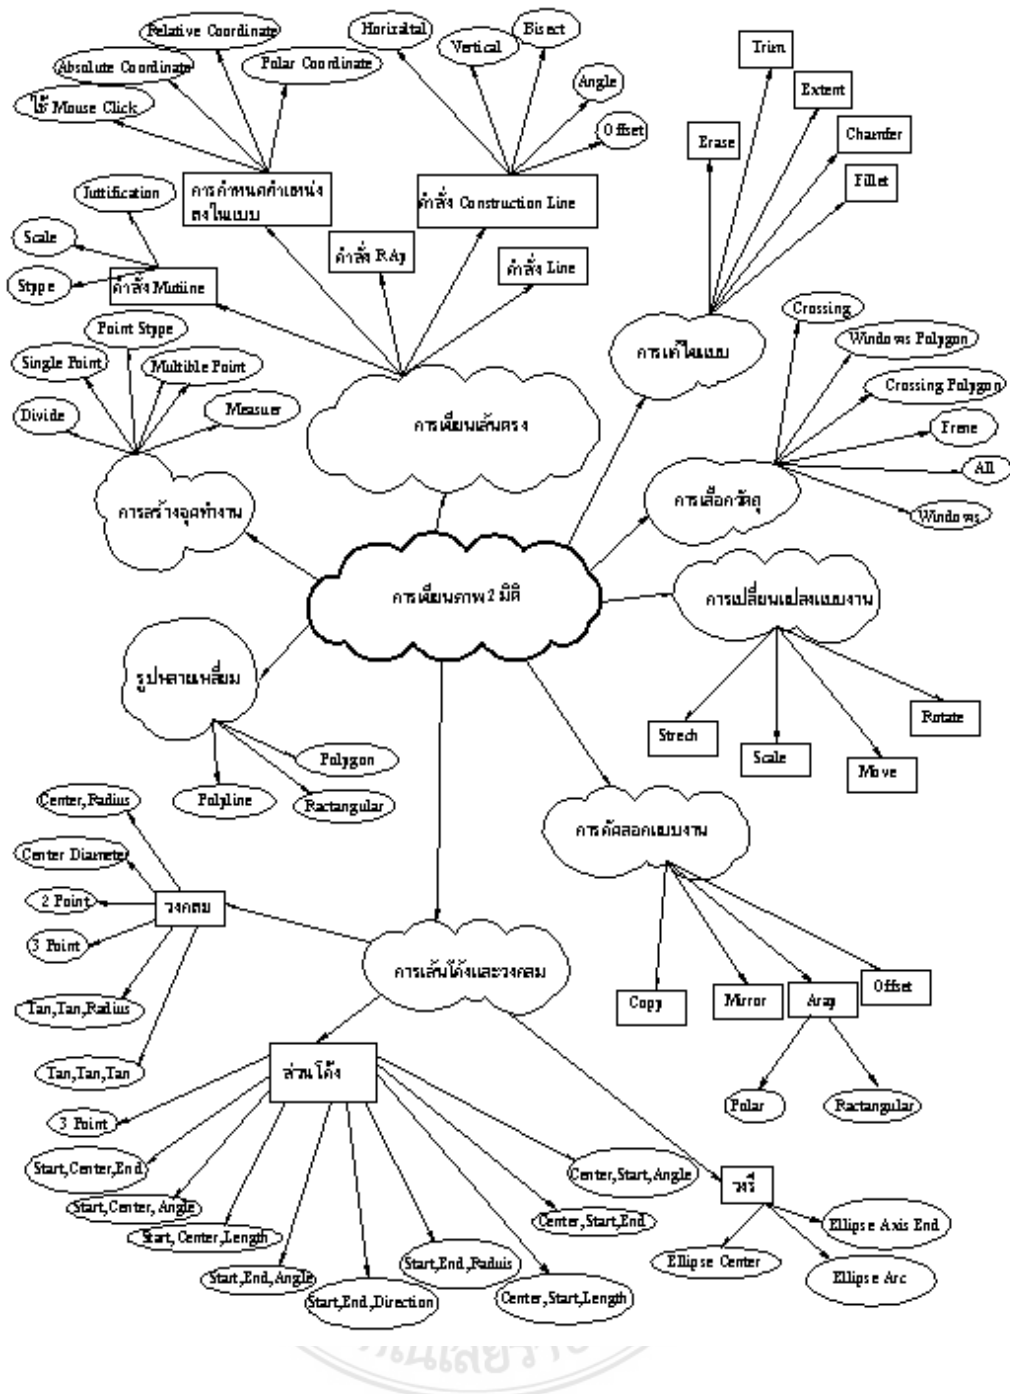 Relative Coordinate
Horizaltal
Bisect
Vertical
Trim
Absolute Coordinate
Polar Coordinate
Angle
Extent
ใช้ Mouse Click
Offset
Erase
Chamfer
Fillet
Juttification
การกำหนดตำแหน่ง
ลงในแบบ
คำสั่ง Construction Line
Scale
คำสั่ง RAy
คำสั่ง Line
Stype
คำสั่ง Mutiine
Crossing
Point Stype
การแก้ไขแบบ
Windows Polygon
Single Point
Multible Point
Crossing Polygon
Divide
Measuer
การเขียนเส้นตรง
Frene
All
การสร้างจุดทำงาน
การเลือกวัตถุ
Windows
การเขียนภาพ 2 มิติ
การเปลี่ยนแปลงแบบงาน
รูปหลายเหลี่ยม
Rotate
Strech
Scale
Move
Polygon
Polyline
Ractangular
Center,Radius
การคัดลอกแบบงาน
Center Diameter
2 Point
วงกลม
3 Point
การเส้นโค้งและวงกลม
Copy
Mirror
Aray
Offset
Tan,Tan,Radius
Tan,Tan,Tan
ส่วนโค้ง
Polar
Ractangular
3 Point
Start,Center,End
Center,Start,Angle
วงรี
Start,Center,Angle
Center,Start,End
Ellipse Axis End
Start,Center,Length
Start,End,Raduis
Ellipse Center
Start,End,Angle
Ellipse Arc
Start,End,Direction
Center,Start,Length